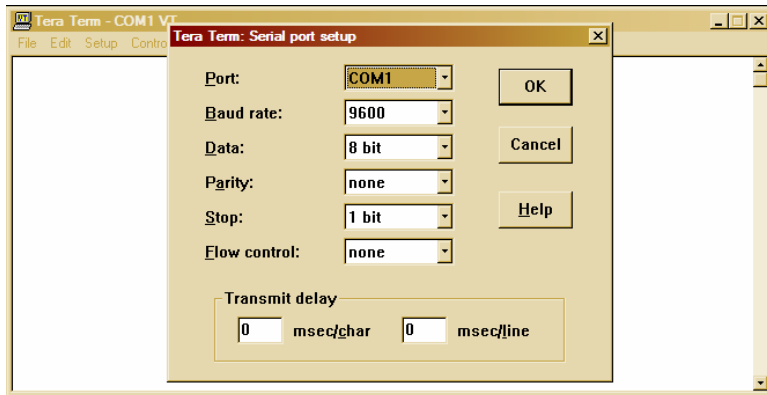 Tera Term - COM1 VT
File Edit Setup Contro
Tera Term: Serial port setup
Port: COM1
OK
Baud rate: 9600
Data: 8 bit
Cancel
Parity: none
Stop: 1 bit
Help
Flow control: none
Transmit delay
0 msec/char 0 msec/line